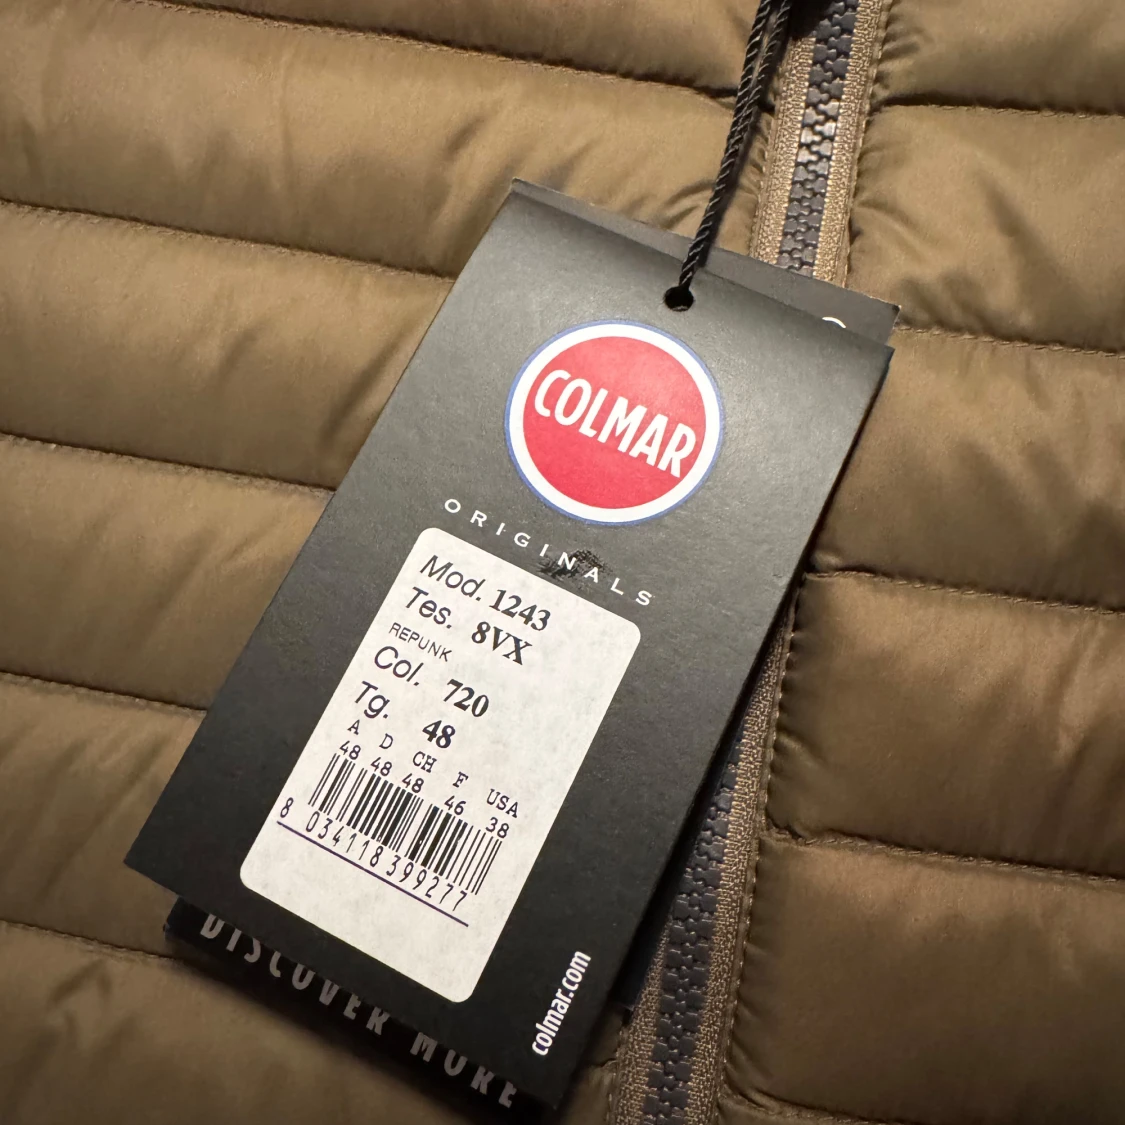 COLMAR
ORIGINALS
Mod. 1243
Tes. 8VX
REPUNK
Col. 720
Tg. 48
A D CH F USA
48 48 48 46 38
8 034118 399277
colmar.com
DISCOVER MORE